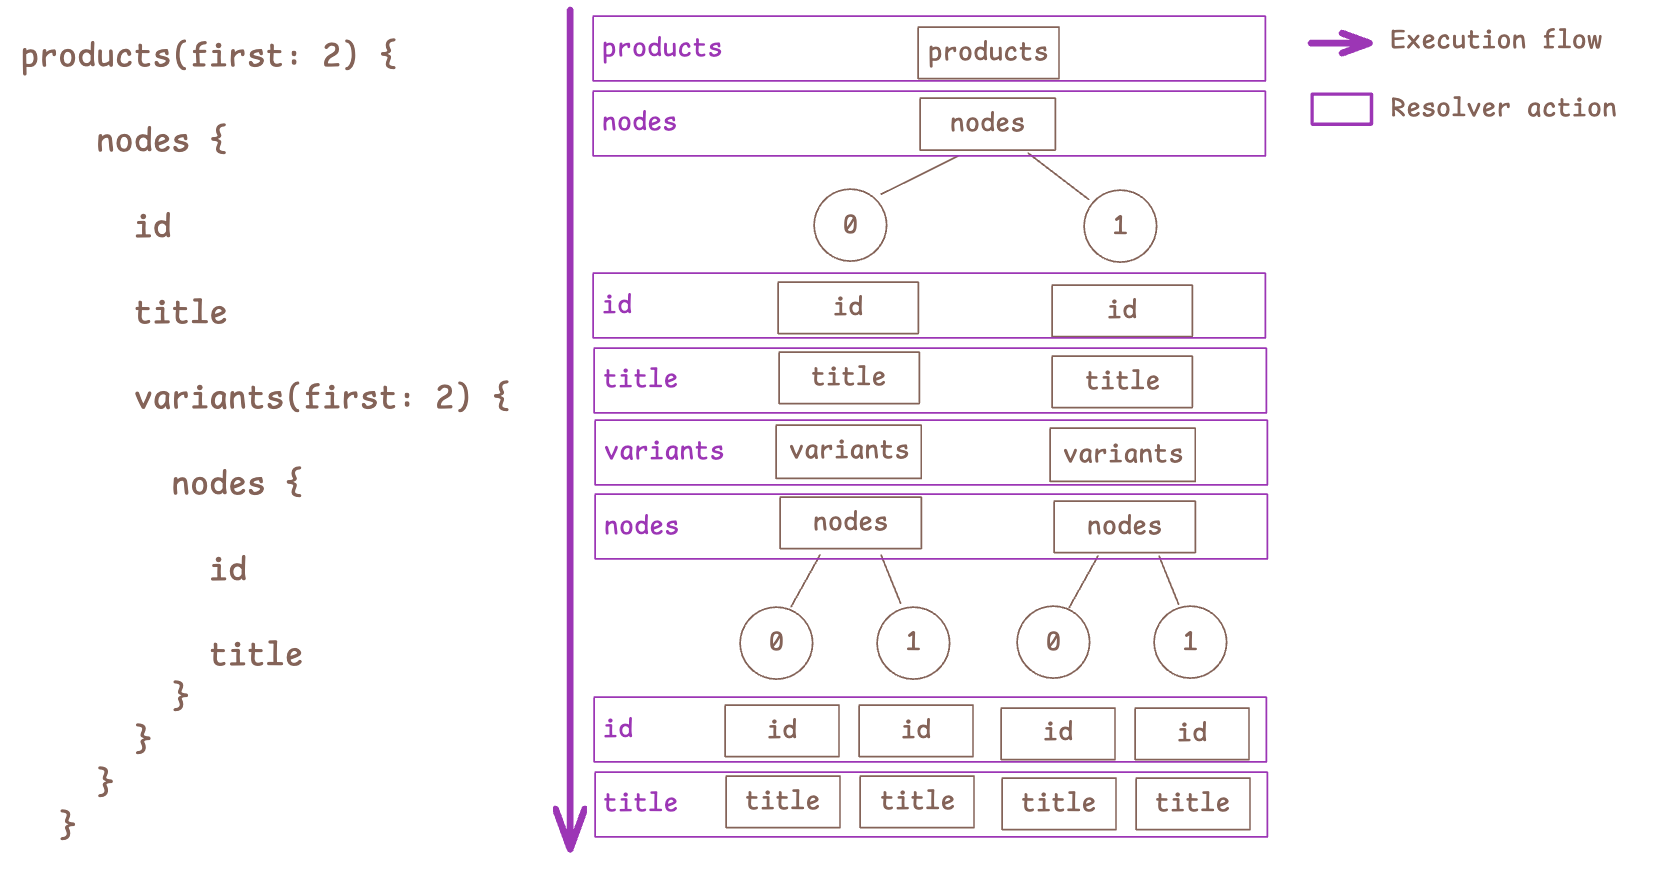 products(first: 2) {
nodes {
id
title
variants(first: 2) {
nodes {
id
title
}
}
}
}
products products
nodes nodes
0 1
id id id
title title title
variants variants variants
nodes nodes nodes
0 1 0 1
id id id id id
title title title title title
Execution flow
Resolver action